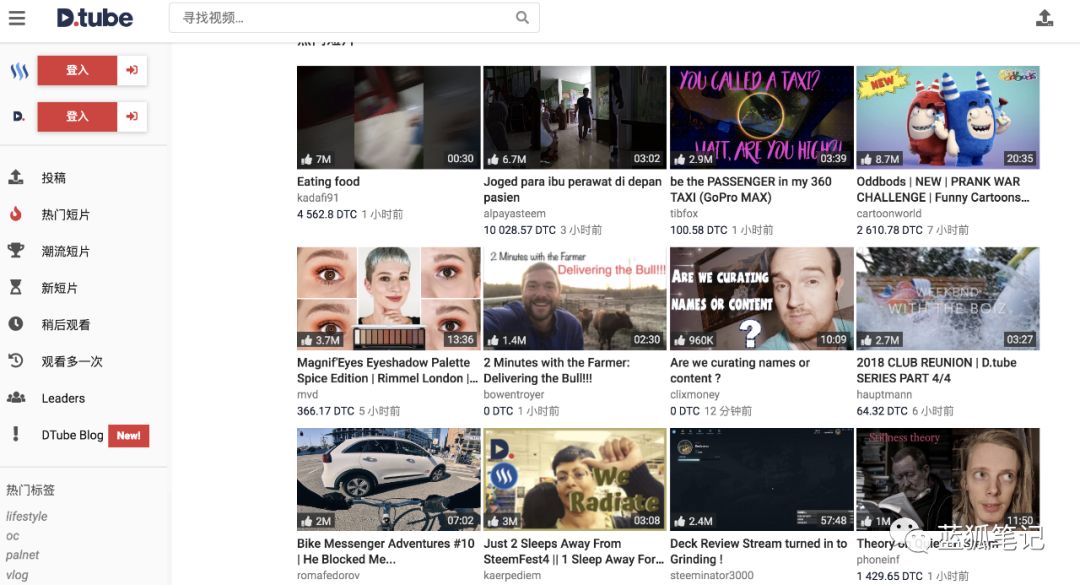 D.tube
寻找视频...
登入
D.
登入
投稿
热门短片
潮流短片
新短片
稍后观看
观看多一次
Leaders
DTube Blog New!
热门标签
lifestyle
oc
palnet
vlog
热门短片
7M 00:30
Eating food
kadafi91
4 562.8 DTC 1 小时前
6.7M 03:02
Joged para ibu perawat di depan
pasien
alpayasteem
10 028.57 DTC 3 小时前
YOU CALLED A TAXI?
WAIT, ARE YOU HIGH?!
2.9M 03:39
be the PASSENGER in my 360
TAXI (GoPro MAX)
tibfox
100.58 DTC 1 小时前
NEW
Oddbods
8.7M 20:35
Oddbods | NEW | PRANK WAR
CHALLENGE | Funny Cartoons...
cartoonworld
2 610.78 DTC 7 小时前
3.7M 13:36
Magnif'Eyes Eyeshadow Palette
Spice Edition | Rimmel London |...
mvd
366.17 DTC 5 小时前
2 Minutes with the Farmer
Delivering the Bull!!!
1.4M 02:30
2 Minutes with the Farmer:
Delivering the Bull!!!
bowentroyer
0 DTC 1 小时前
ARE WE CURATING
NAMES OR CONTENT
?
960K 10:09
Are we curating names or
content ?
clixmoney
0 DTC 12 分钟前
WEEKEND
WITH THE BOIZ
2.7M 03:27
2018 CLUB REUNION | D.tube
SERIES PART 4/4
hauptmann
64.32 DTC 6 小时前
2M 07:02
Bike Messenger Adventures #10
| He Blocked Me...
romafedorov
D.
We
Radiate
3M 03:08
Just 2 Sleeps Away From
SteemFest4 || 1 Sleep Away For...
kaerpediem
2.4M 57:48
Deck Review Stream turned in to
Grinding !
steeminator3000
theory
1M 11:50
Theory
phoneinf
1 429.65 DTC 1 小时前
蓝狐笔记